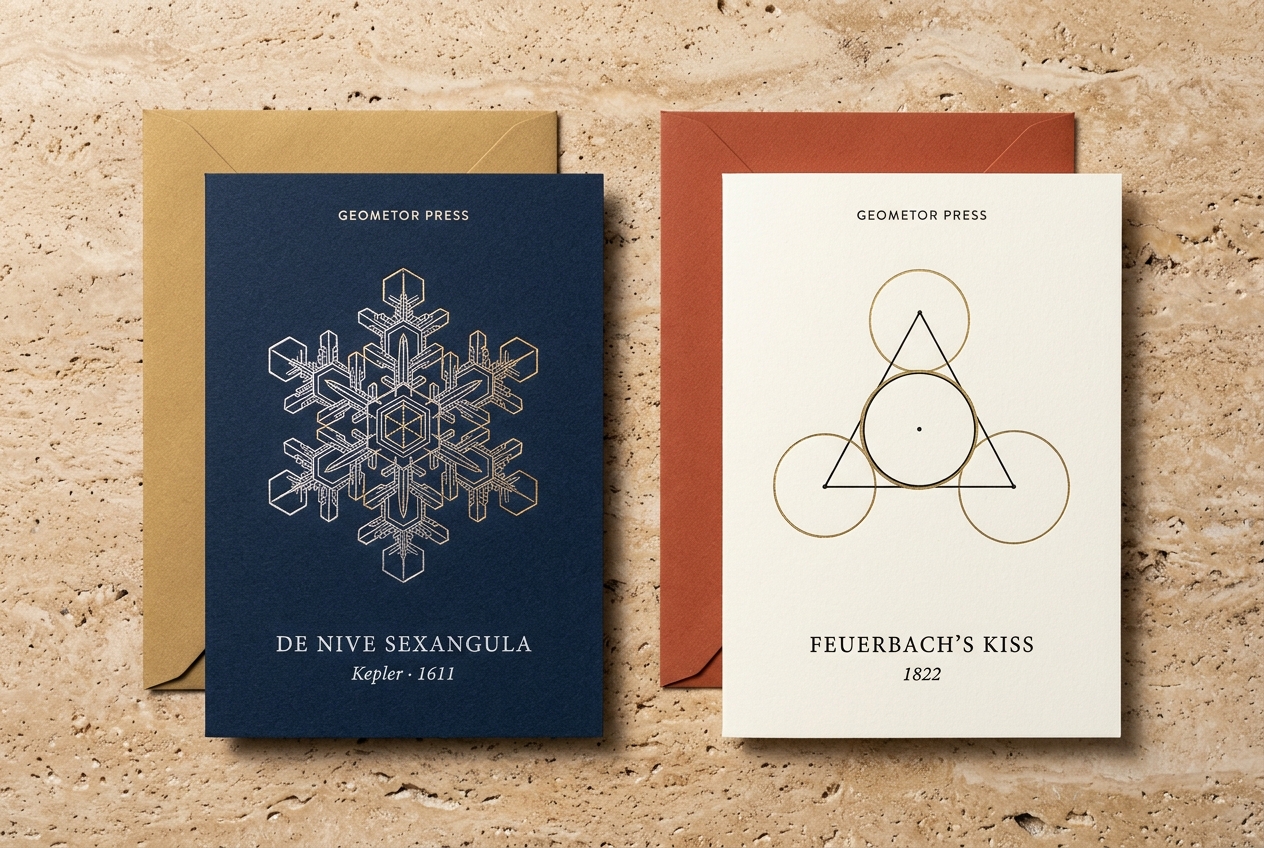 GEOMETOR PRESS
DE NIVE SEXANGULA
Kepler · 1611
GEOMETOR PRESS
FEUERBACH’S KISS
1822